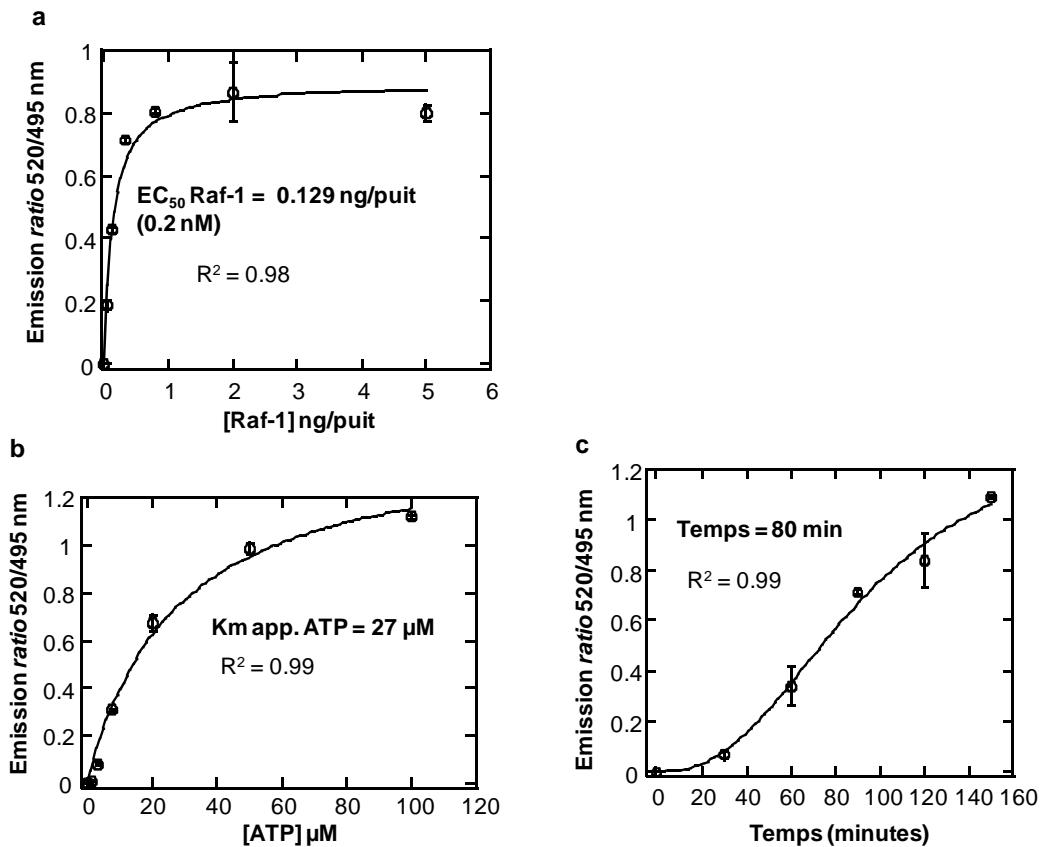 a
Emission ratio 520/495 nm
1
0.8
0.6
0.4
0.2
0
EC₅₀ Raf-1 = 0.129 ng/puit
(0.2 nM)
R² = 0.98
0 1 2 3 4 5 6
[Raf-1] ng/puit
b
Emission ratio 520/495 nm
1.2
1
0.8
0.6
0.4
0.2
0
Km app. ATP = 27 µM
R² = 0.99
0 20 40 60 80 100 120
[ATP] µM
c
Emission ratio 520/495 nm
1.2
1
0.8
0.6
0.4
0.2
0
Temps = 80 min
R² = 0.99
0 20 40 60 80 100 120 140 160
Temps (minutes)